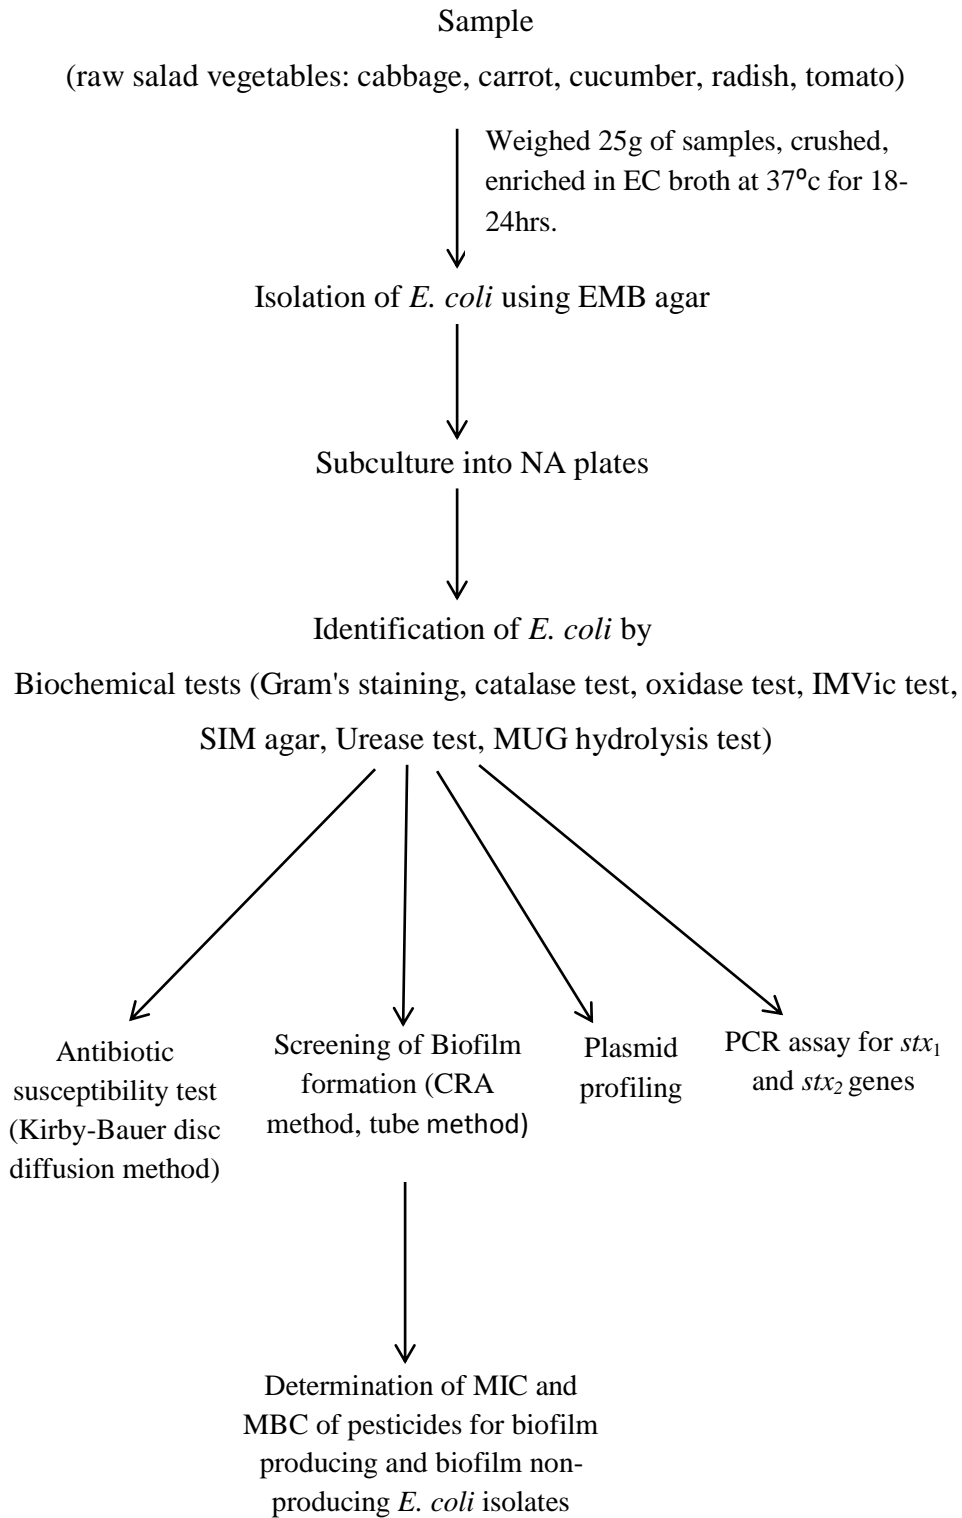 Sample
(raw salad vegetables: cabbage, carrot, cucumber, radish, tomato)
Weighed 25g of samples, crushed,
enriched in EC broth at 37⁰c for 18-
24hrs.
Isolation of E. coli using EMB agar
Subculture into NA plates
Identification of E. coli by
Biochemical tests (Gram's staining, catalase test, oxidase test, IMVic test,
SIM agar, Urease test, MUG hydrolysis test)
Antibiotic
susceptibility test
(Kirby-Bauer disc
diffusion method)
Screening of Biofilm
formation (CRA
method, tube method)
Plasmid
profiling
PCR assay for stx₁
and stx₂ genes
Determination of MIC and
MBC of pesticides for biofilm
producing and biofilm non-
producing E. coli isolates